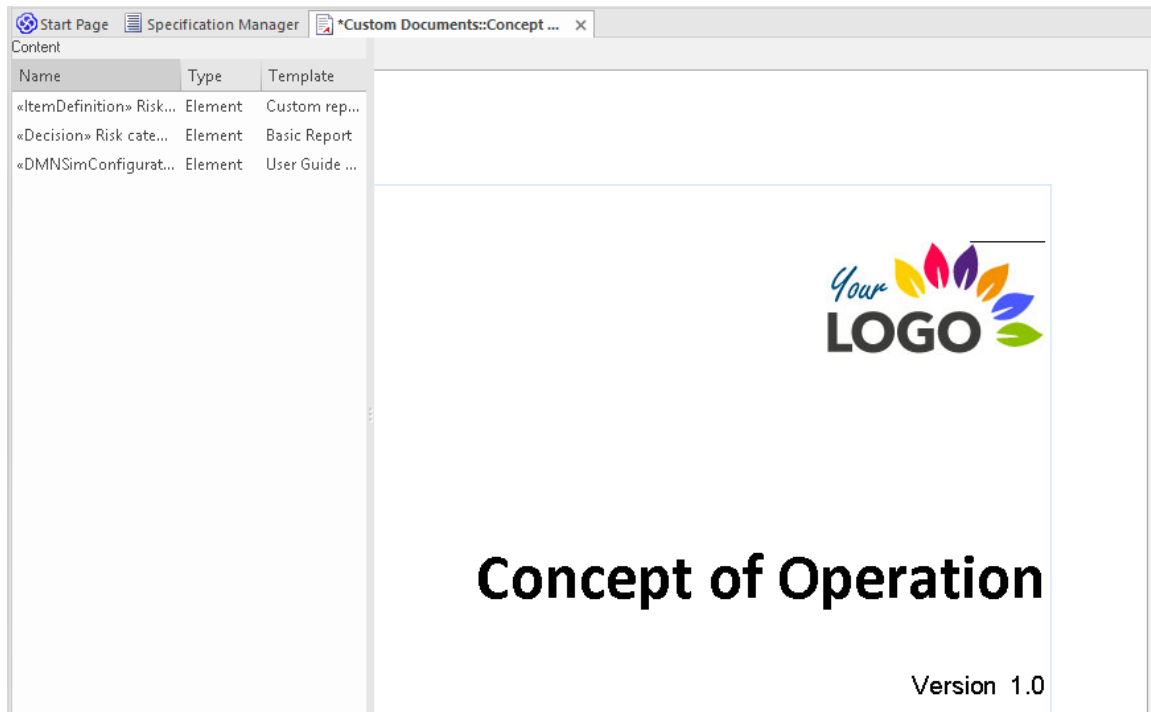 Start Page Specification Manager *Custom Documents::Concept ... ×
Content
Name Type Template
«ItemDefinition» Risk... Element Custom rep...
«Decision» Risk cate... Element Basic Report
«DMNSimConfigurat... Element User Guide ...
Your
LOGO
Concept of Operation
Version 1.0